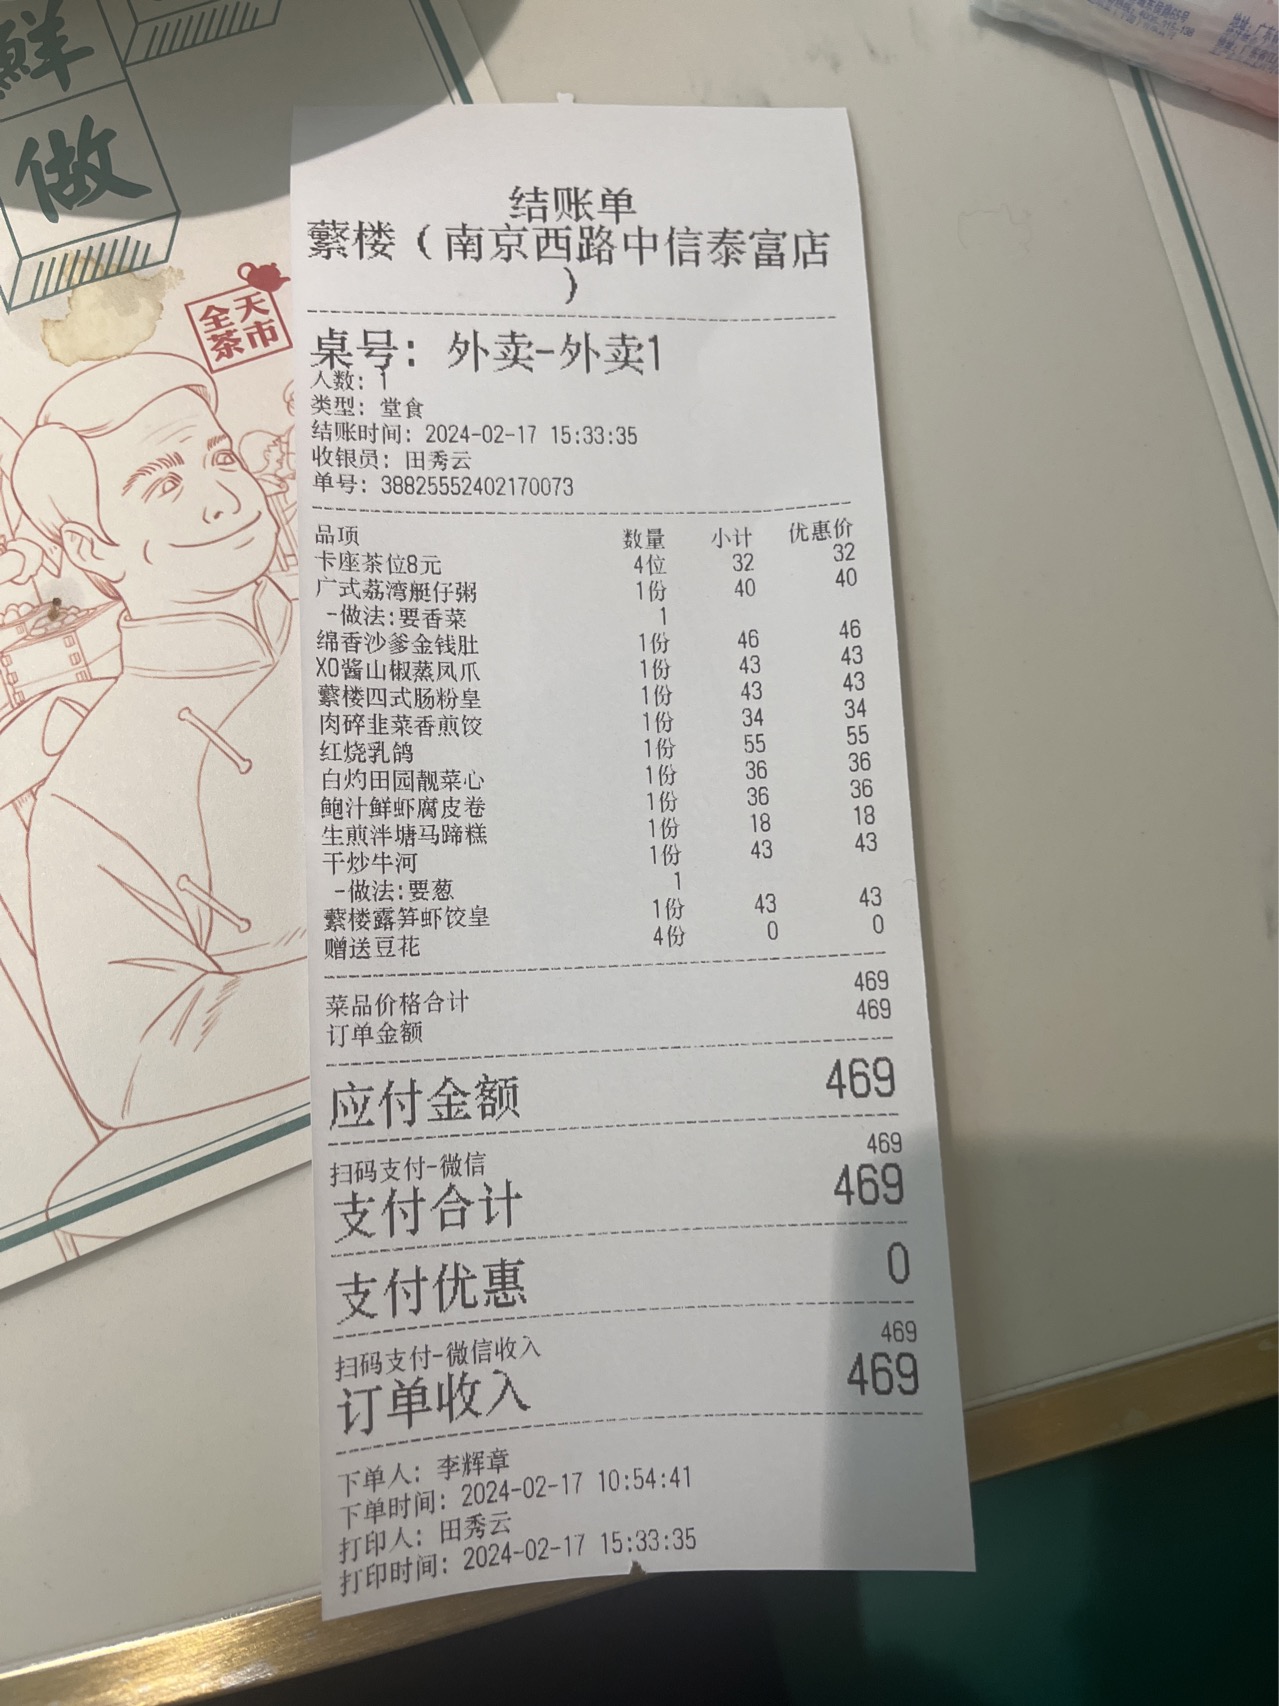 鮮
做
全天
茶市
结账单
蘩楼（南京西路中信泰富店
）
桌号：外卖-外卖1
人数：1
类型：堂食
结账时间：2024-02-17 15:33:35
收银员：田秀云
单号：38825552402170073
品项 数量 小计 优惠价
卡座茶位8元 4位 32 32
广式荔湾艇仔粥 1份 40 40
-做法:要香菜 1
绵香沙爹金钱肚 1份 46 46
XO酱山椒蒸凤爪 1份 43 43
蘩楼四式肠粉皇 1份 43 43
肉碎韭菜香煎饺 1份 34 34
红烧乳鸽 1份 55 55
白灼田园靓菜心 1份 36 36
鲍汁鲜虾腐皮卷 1份 36 36
生煎泮塘马蹄糕 1份 18 18
干炒牛河 1份 43 43
-做法:要葱 1
蘩楼露笋虾饺皇 1份 43 43
赠送豆花 4份 0 0
菜品价格合计 469
订单金额 469
应付金额 469
扫码支付-微信 469
支付合计 469
支付优惠 0
扫码支付-微信收入 469
订单收入 469
下单人：李辉章
下单时间：2024-02-17 10:54:41
打印人：田秀云
打印时间：2024-02-17 15:33:35